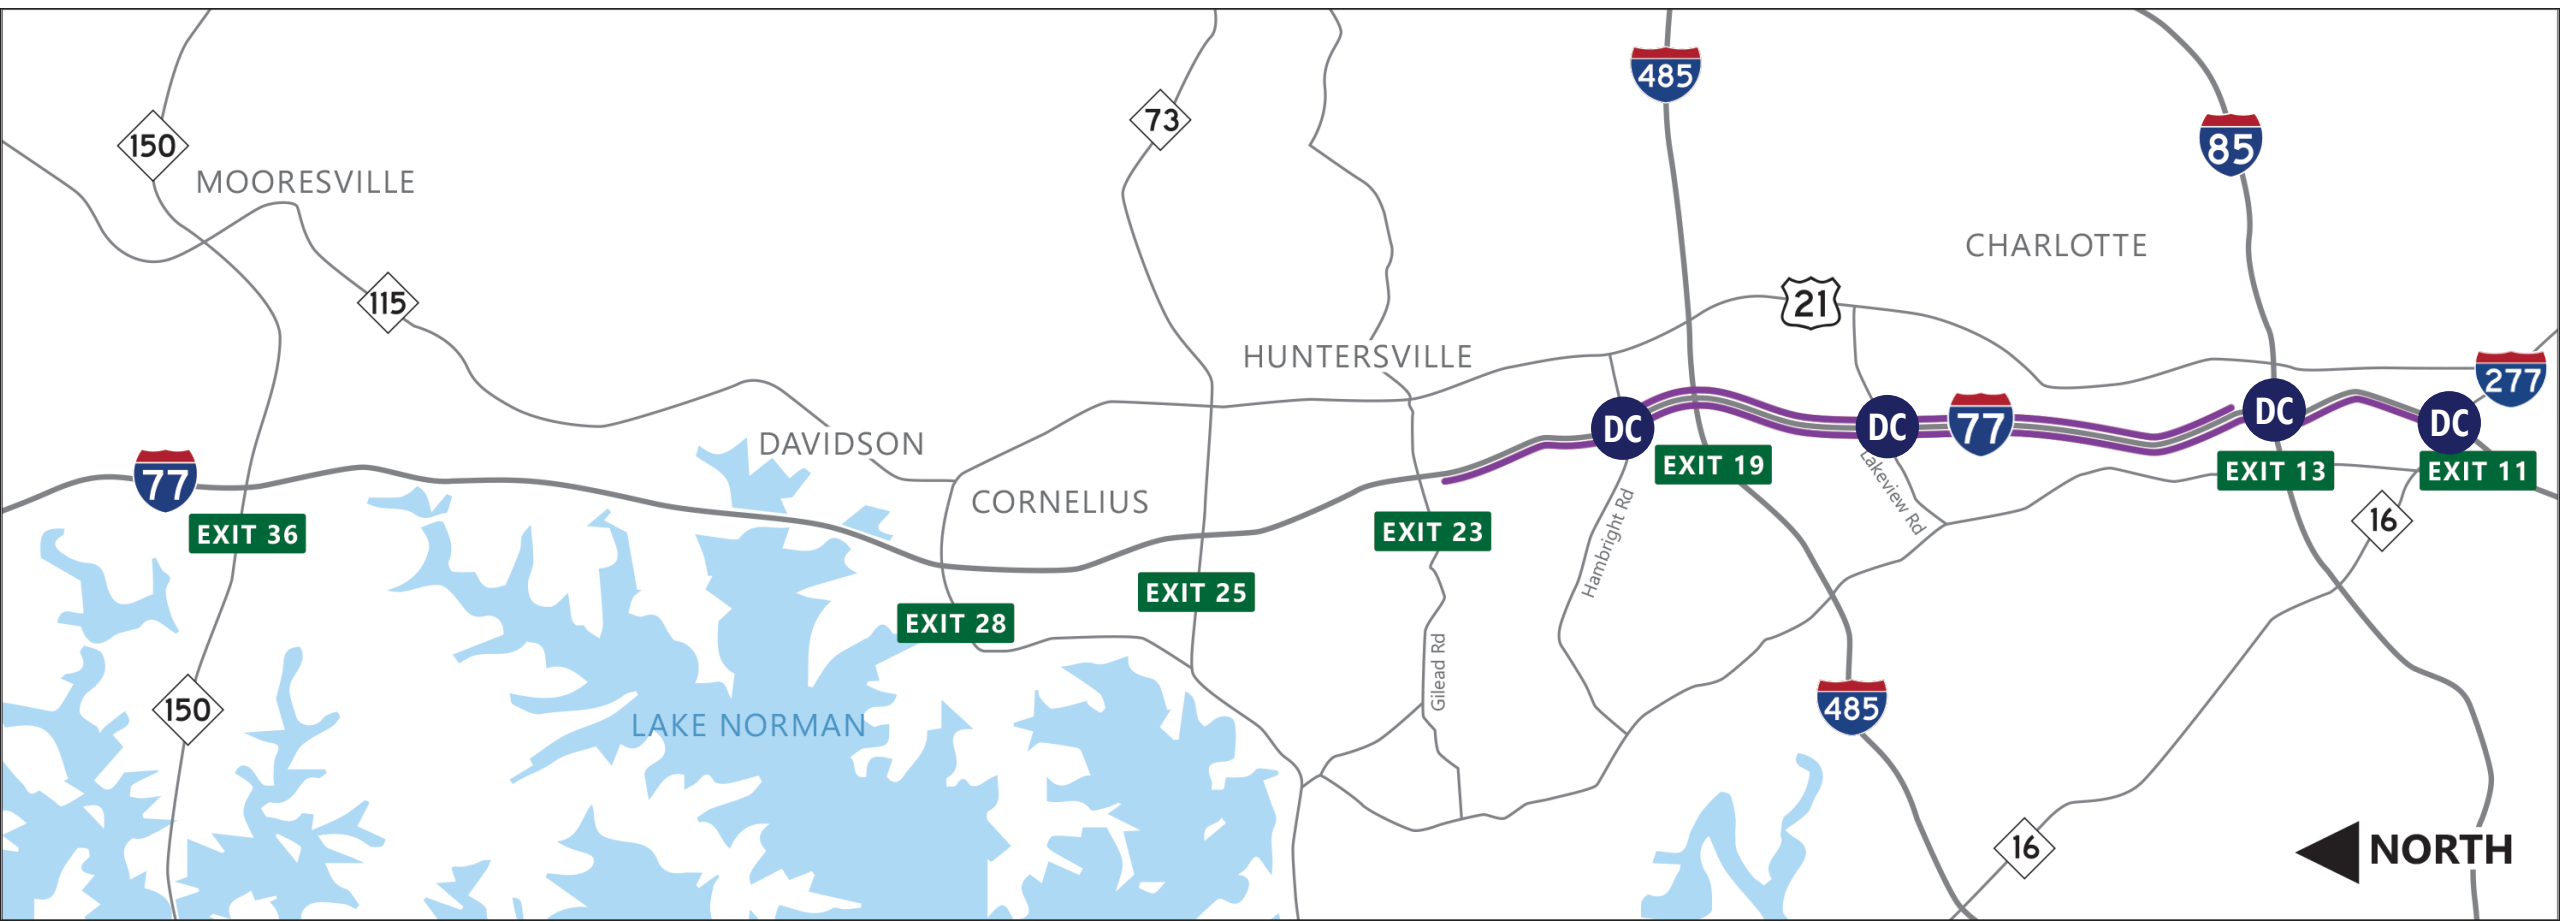 485
73
85
150
MOORESVILLE
CHARLOTTE
115
21
HUNTERSVILLE
277
DAVIDSON
DC
DC
77
DC
DC
77
EXIT 19
EXIT 13
EXIT 11
CORNELIUS
Lakeview Rd
Hambright Rd
16
EXIT 36
EXIT 23
EXIT 25
EXIT 28
Gilead Rd
150
LAKE NORMAN
485
16
NORTH